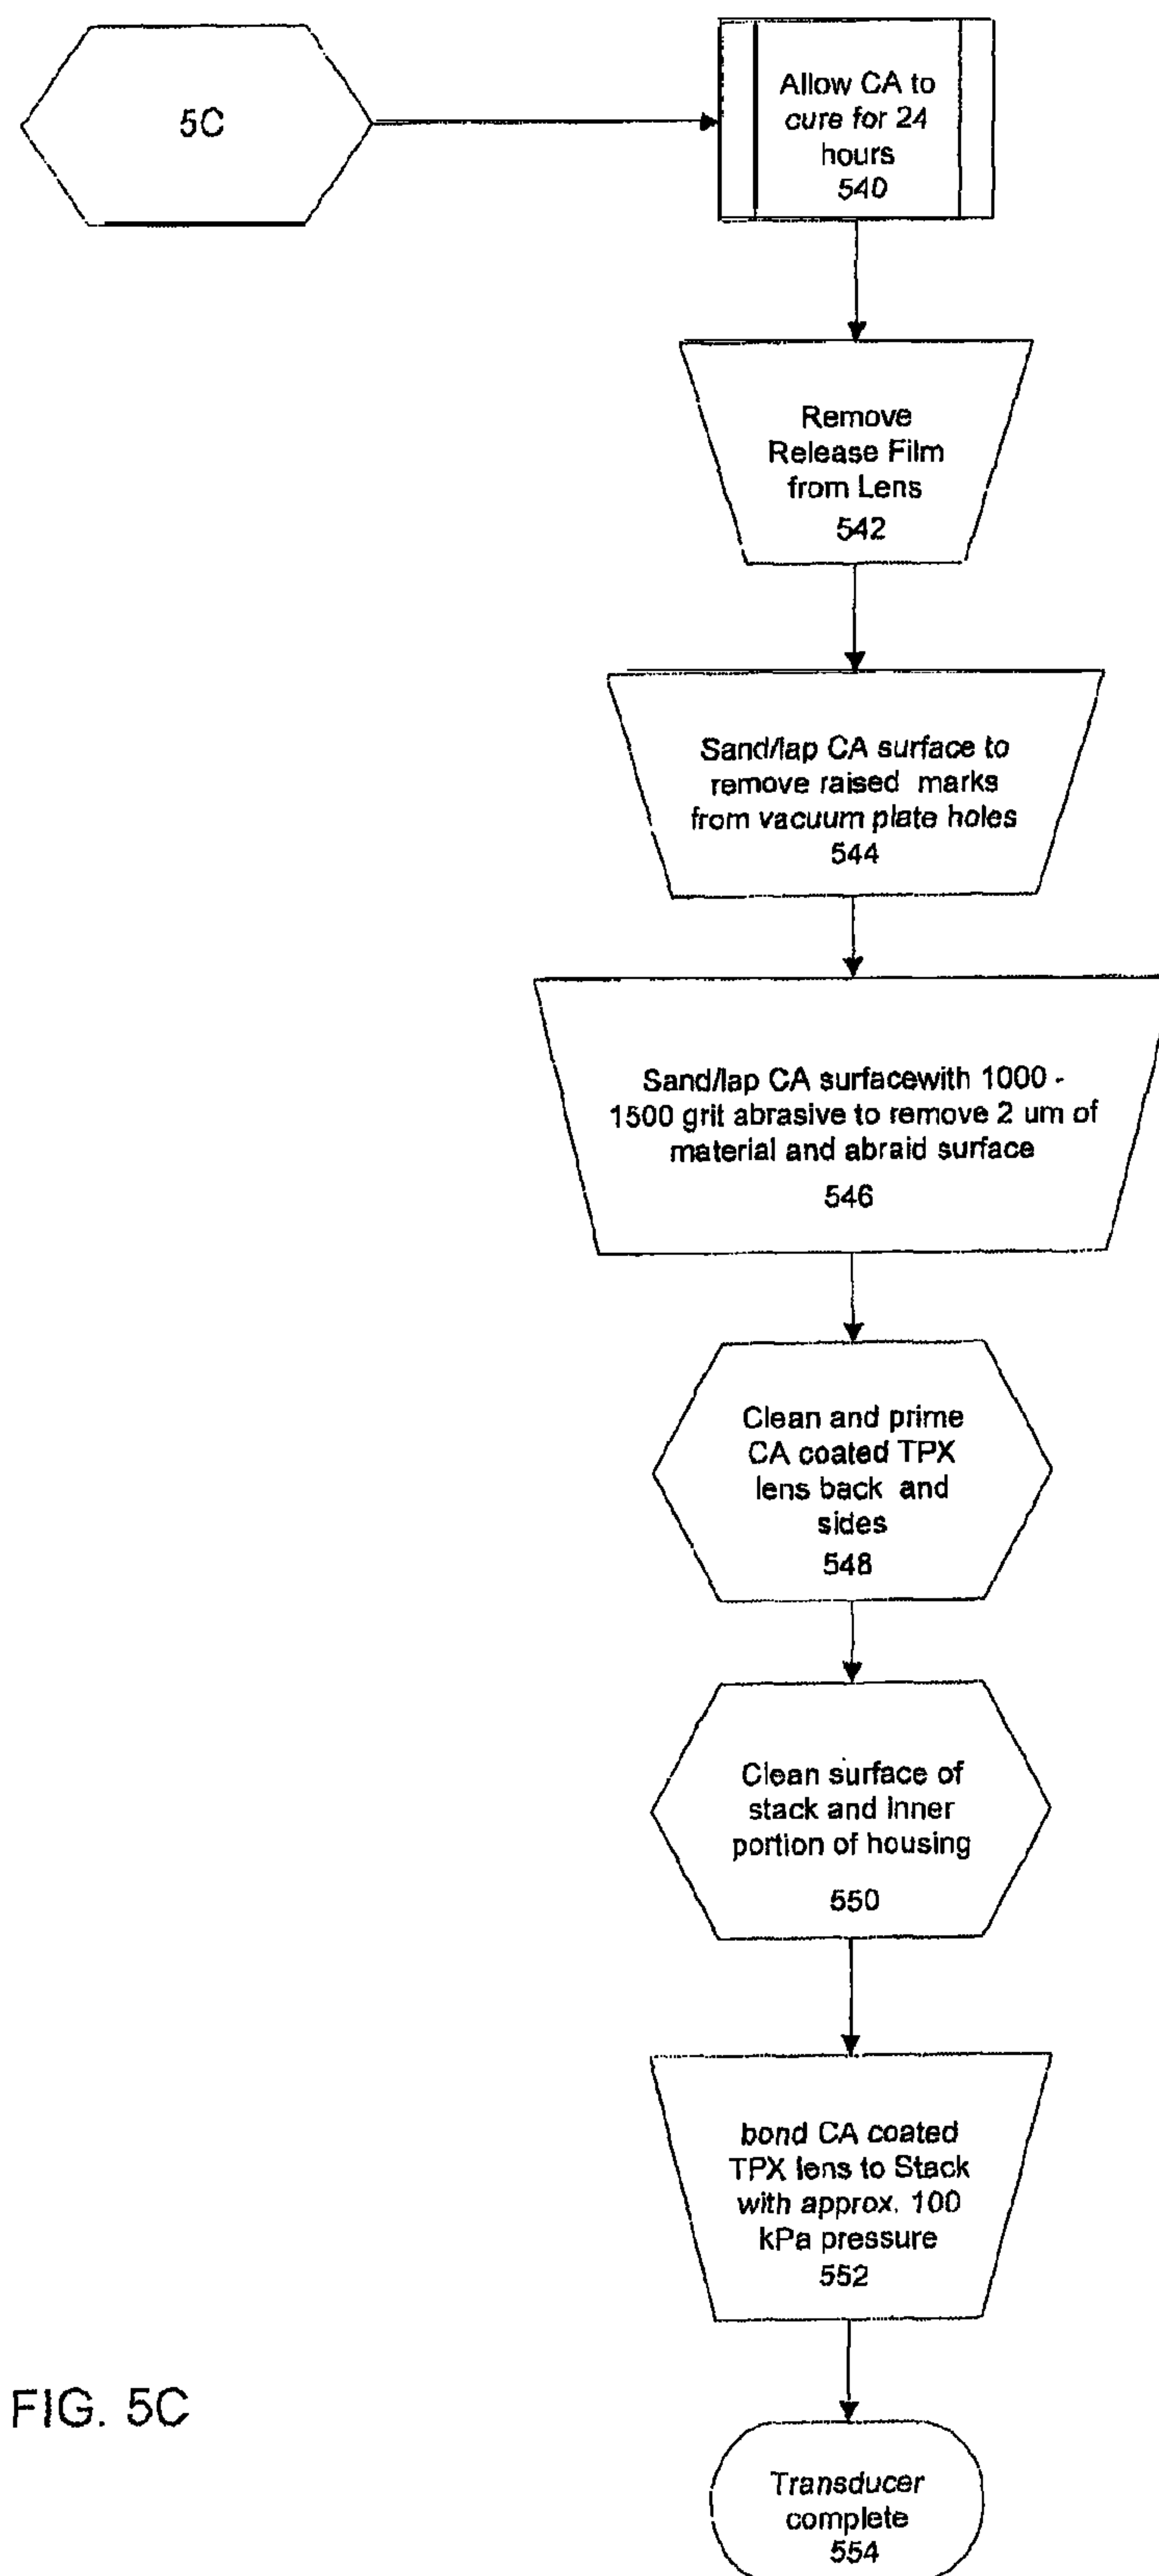 5C
Allow CA to
cure for 24
hours
540
Remove
Release Film
from Lens
542
Sand/lap CA surface to
remove raised marks
from vacuum plate holes
544
Sand/lap CA surfacewith 1000 -
1500 grit abrasive to remove 2 um of
material and abraid surface
546
Clean and prime
CA coated TPX
lens back and
sides
548
Clean surface of
stack and inner
portion of housing
550
bond CA coated
TPX lens to Stack
with approx. 100
kPa pressure
552
Transducer
complete
554
FIG. 5C